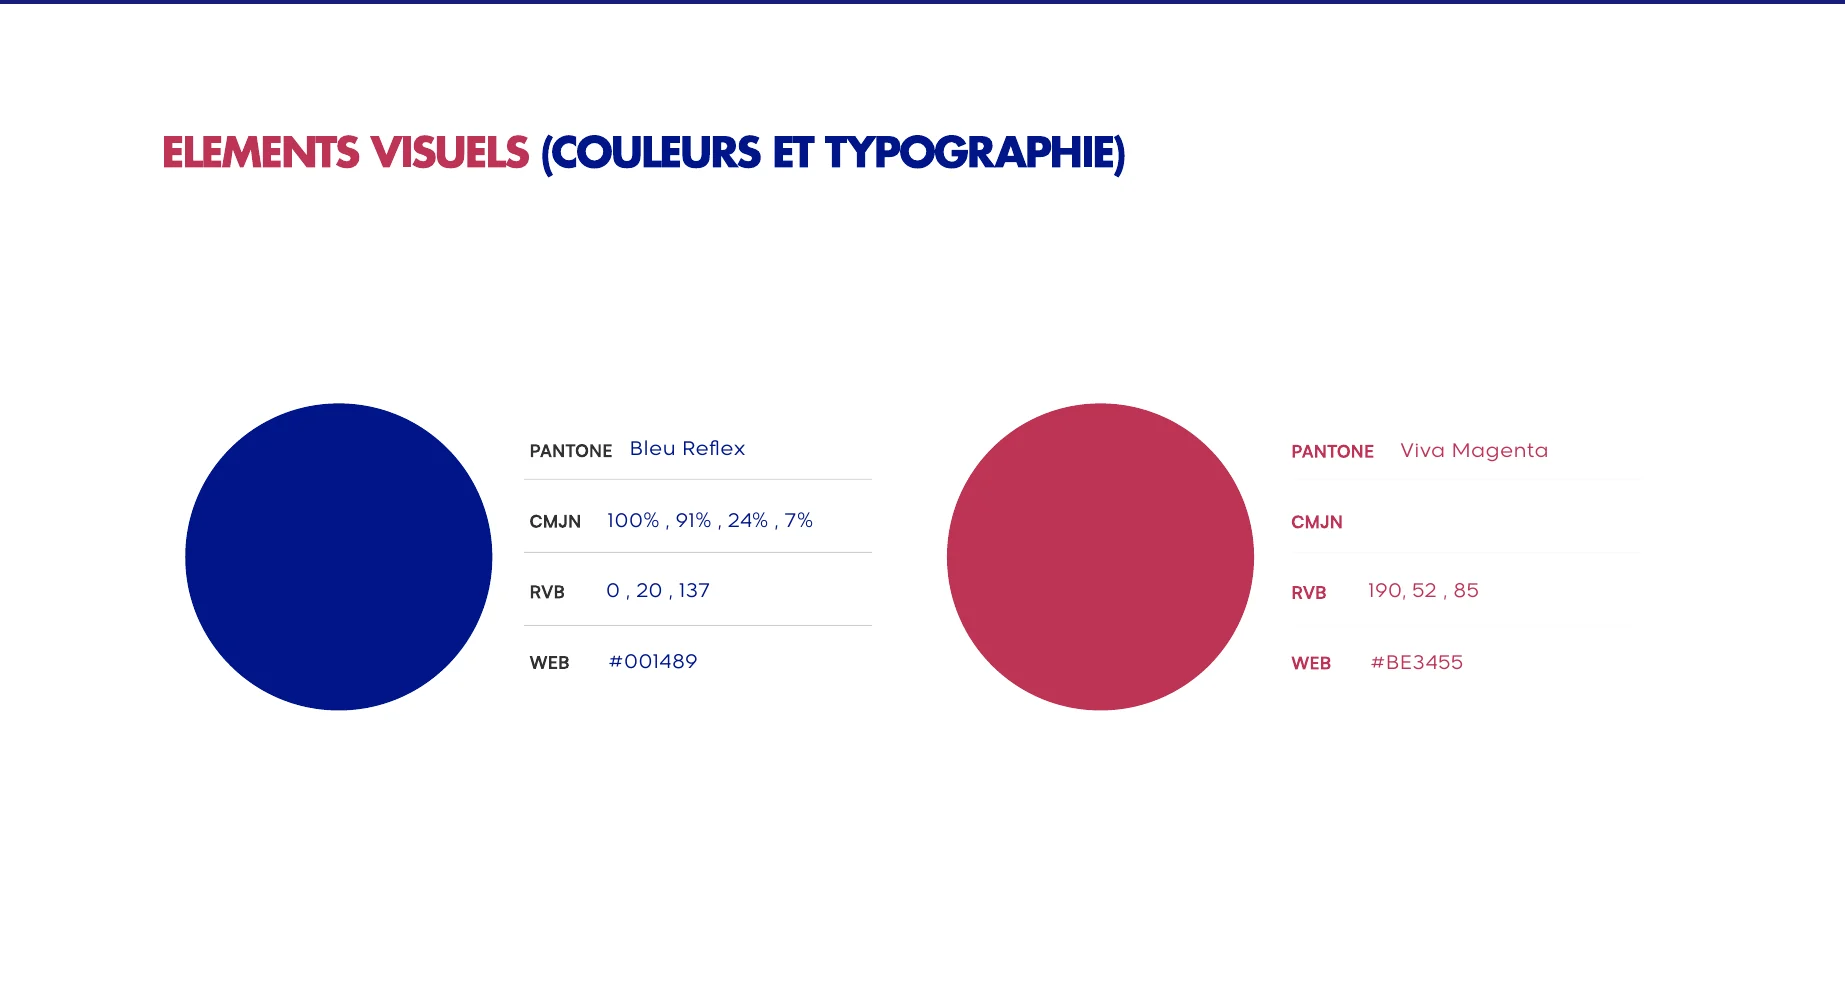 ELEMENTS VISUELS (COULEURS ET TYPOGRAPHIE)
PANTONE Bleu Reflex
CMJN 100% , 91% , 24% , 7%
RVB 0 , 20 , 137
WEB #001489
PANTONE Viva Magenta
CMJN
RVB 190, 52 , 85
WEB #BE3455